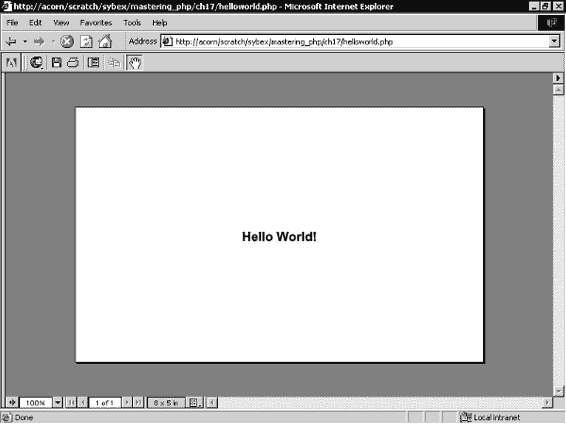 http://acorn/scratch/sybex/mastering_php/ch17/helloworld.php - Microsoft Internet Explorer
File Edit View Favorites Tools Help
Address http://acorn/scratch/sybex/mastering_php/ch17/helloworld.php
Hello World!
100% 1 of 1 8 x 5 in
Done Local intranet